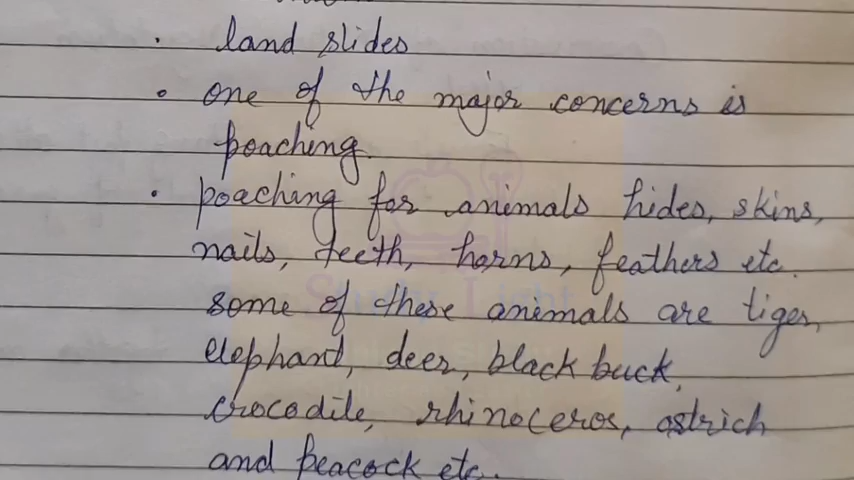 . land slides
. one of the major concerns is
poaching.
. poaching for animals hides, skins,
nails, teeth, horns, feathers etc.
some of these animals are tiger,
elephant, deer, black buck,
crocodile, rhinoceros, ostrich
and peacock etc.